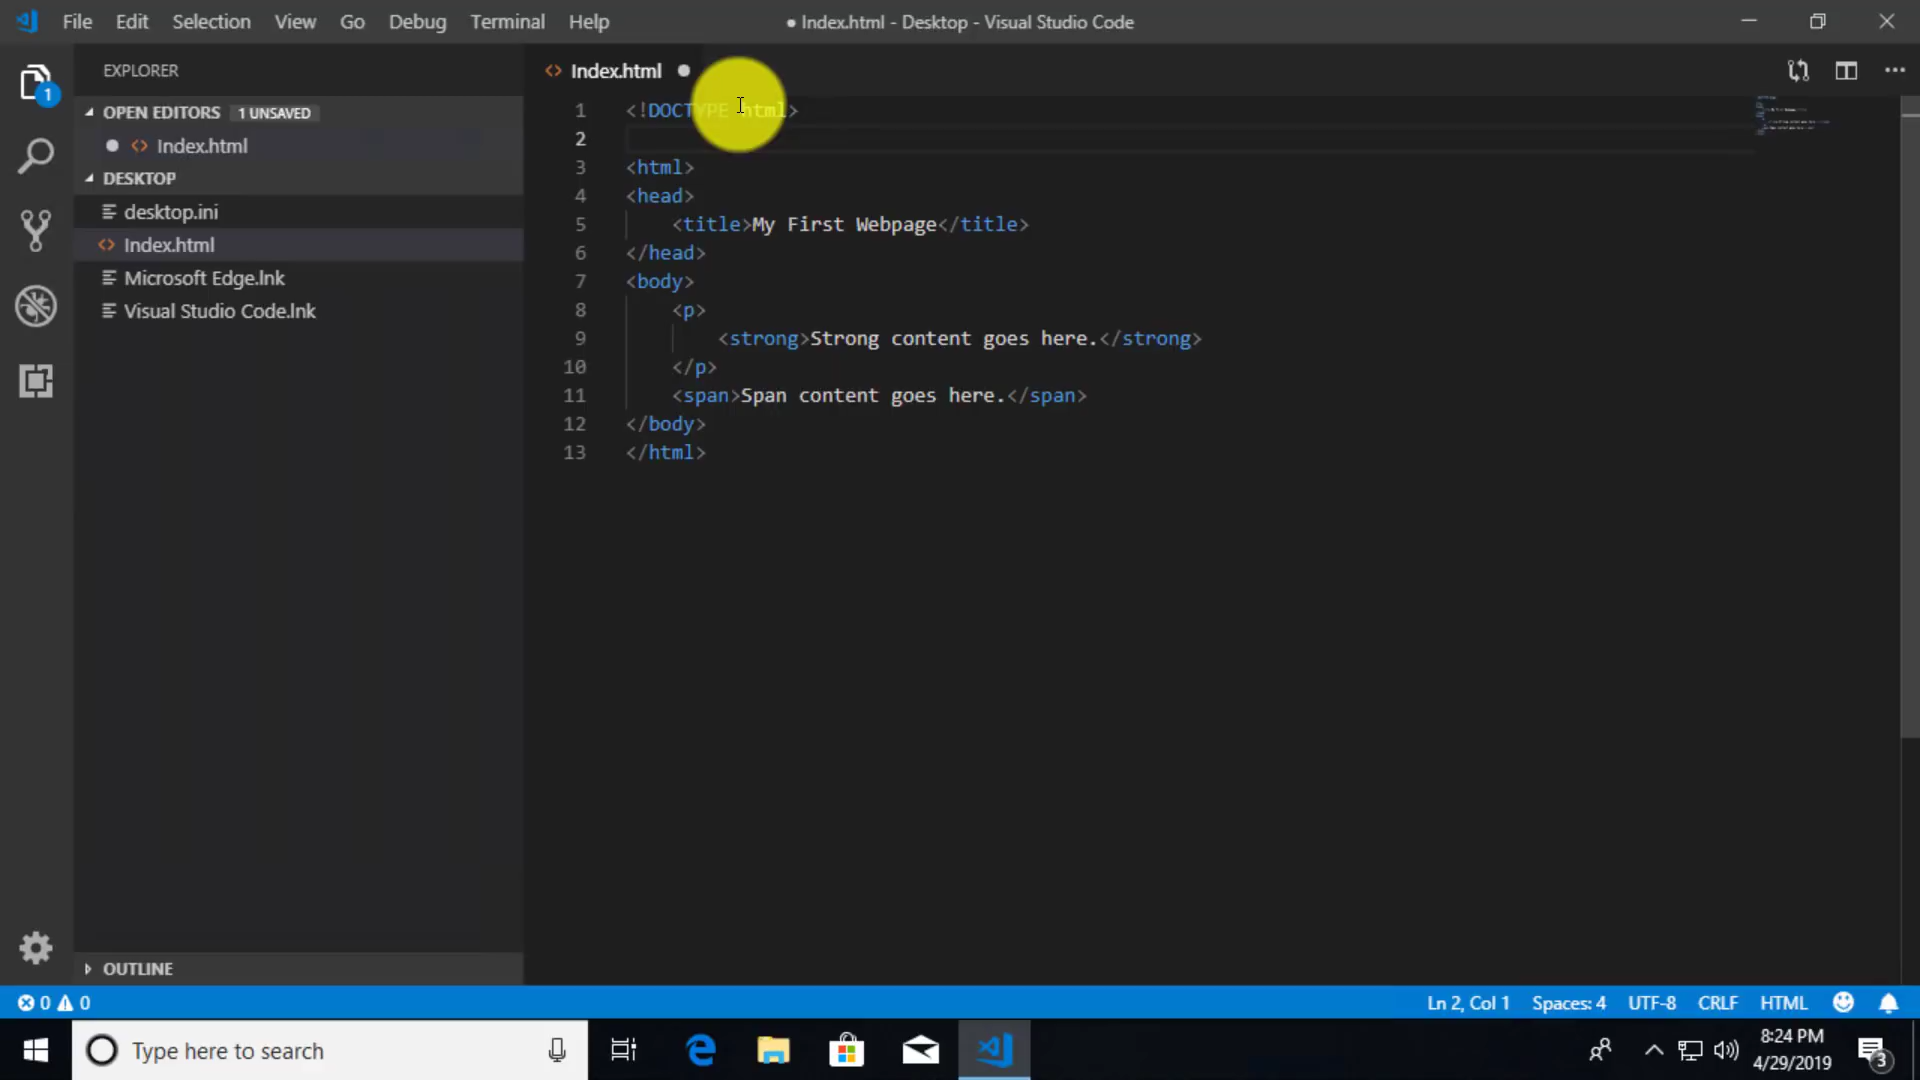 File Edit Selection View Go Debug Terminal Help
● Index.html - Desktop - Visual Studio Code
EXPLORER
OPEN EDITORS 1 UNSAVED
Index.html
DESKTOP
desktop.ini
Index.html
Microsoft Edge.lnk
Visual Studio Code.lnk
OUTLINE
Index.html
1 <!DOCTYPE html>
2
3 <html>
4 <head>
5 <title>My First Webpage</title>
6 </head>
7 <body>
8 <p>
9 <strong>Strong content goes here.</strong>
10 </p>
11 <span>Span content goes here.</span>
12 </body>
13 </html>
1
0 0
Ln 2, Col 1 Spaces: 4 UTF-8 CRLF HTML
Type here to search
8:24 PM
4/29/2019
3